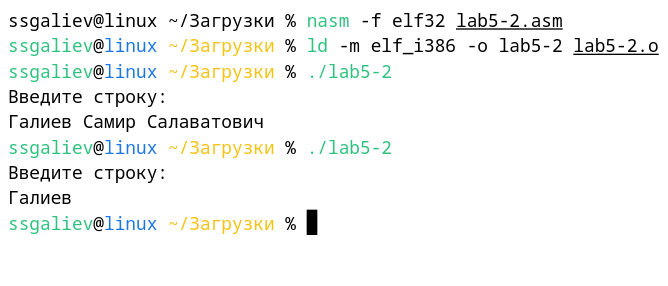 ssgaliev@linux ~/Загрузки % nasm -f elf32 lab5-2.asm
ssgaliev@linux ~/Загрузки % ld -m elf_i386 -o lab5-2 lab5-2.o
ssgaliev@linux ~/Загрузки % ./lab5-2
Введите строку:
Галиев Самир Салаватович
ssgaliev@linux ~/Загрузки % ./lab5-2
Введите строку:
Галиев
ssgaliev@linux ~/Загрузки %